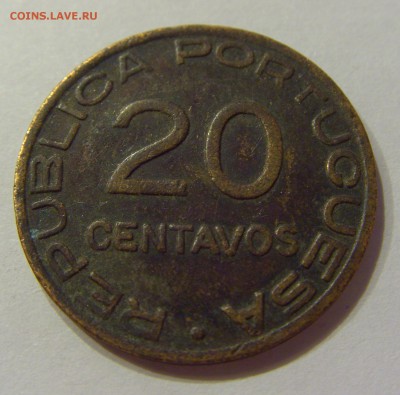 COINS.LAVE.RU
REPUBLICA PORTUGUESA
20
CENTAVOS